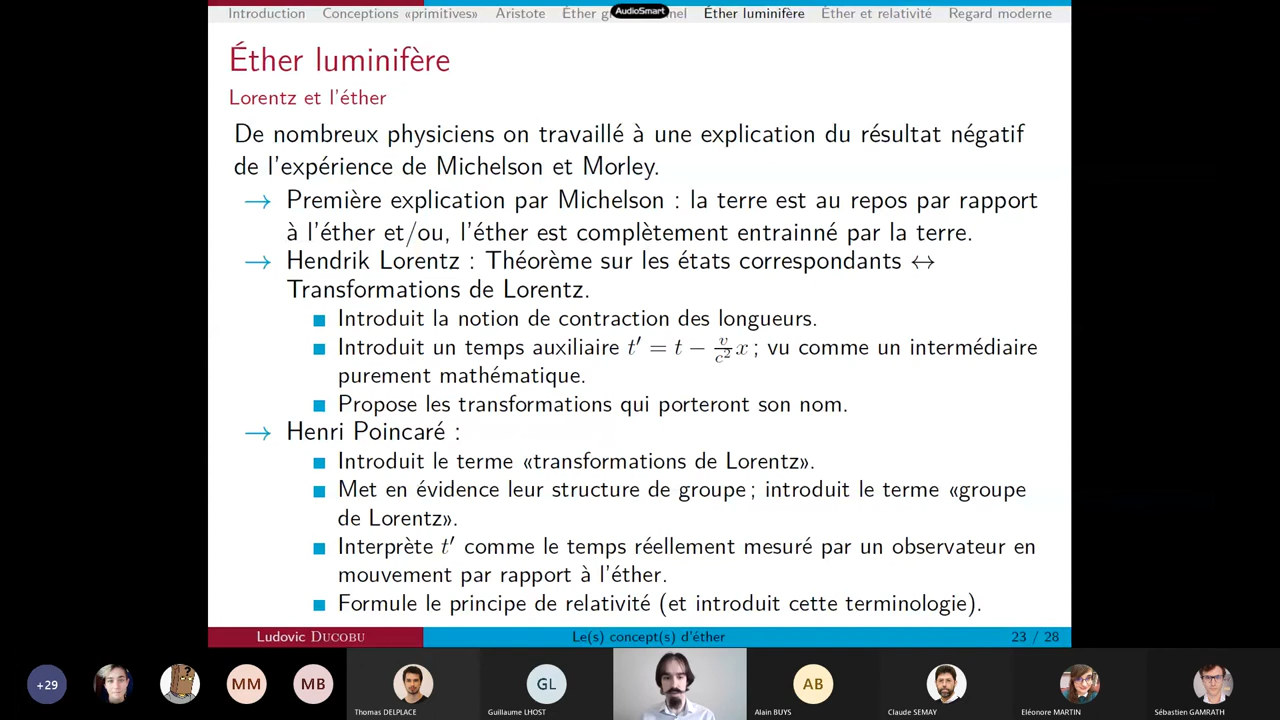 Introduction Conceptions «primitives» Aristote Éther g nel Éther luminifère Éther et relativité Regard moderne
AudioSmart
Éther luminifère
Lorentz et l'éther
De nombreux physiciens on travaillé à une explication du résultat négatif
de l'expérience de Michelson et Morley.
→ Première explication par Michelson : la terre est au repos par rapport
à l'éther et/ou, l'éther est complètement entrainné par la terre.
→ Hendrik Lorentz : Théorème sur les états correspondants ↔
Transformations de Lorentz.
■ Introduit la notion de contraction des longueurs.
■ Introduit un temps auxiliaire t′ = t − v/c² x ; vu comme un intermédiaire
purement mathématique.
■ Propose les transformations qui porteront son nom.
→ Henri Poincaré :
■ Introduit le terme «transformations de Lorentz».
■ Met en évidence leur structure de groupe ; introduit le terme «groupe
de Lorentz».
■ Interprète t′ comme le temps réellement mesuré par un observateur en
mouvement par rapport à l'éther.
■ Formule le principe de relativité (et introduit cette terminologie).
Ludovic DUCOBU Le(s) concept(s) d'éther 23 / 28
+29 MM MB GL AB
Thomas DELPLACE Guillaume LHOST Alain BUYS Claude SEMAY Eléonore MARTIN Sébastien GAMRATH